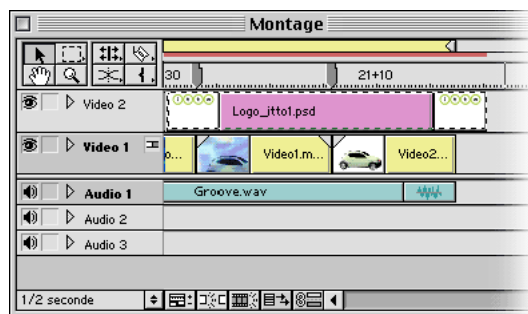 Montage
30
21+10
Video 2
Logo_itto1.psd
Video 1
o...
Video1.m...
Video2...
Audio 1
Groove.wav
Audio 2
Audio 3
1/2 seconde